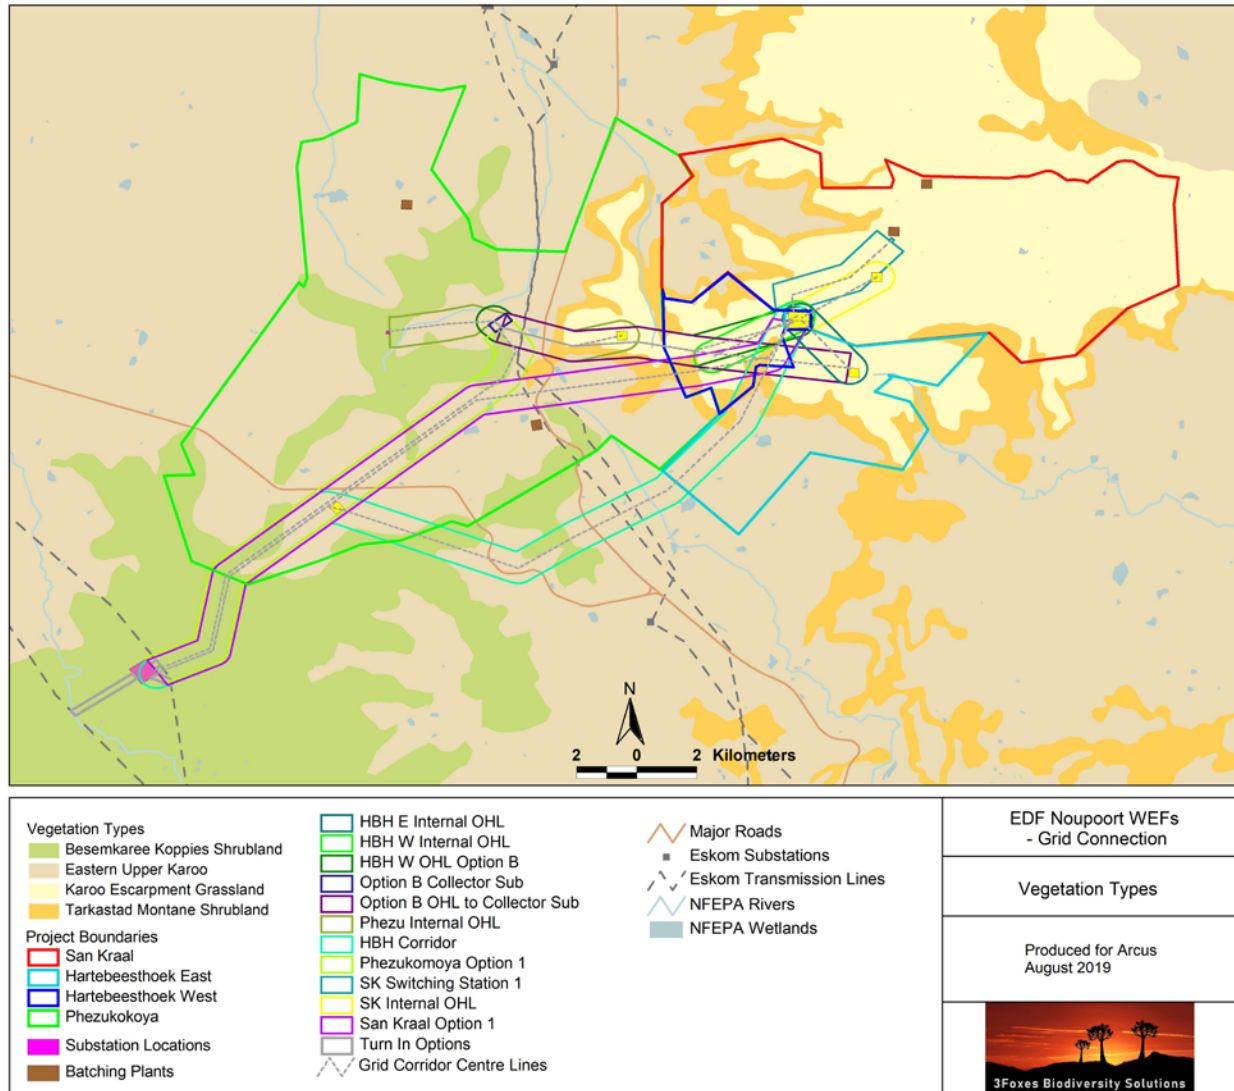 N
2 0 2 Kilometers
Vegetation Types
Besemkaree Koppies Shrubland
Eastern Upper Karoo
Karoo Escarpment Grassland
Tarkastad Montane Shrubland
Project Boundaries
San Kraal
Hartebeesthoek East
Hartebeesthoek West
Phezukokoya
Substation Locations
Batching Plants
HBH E Internal OHL
HBH W Internal OHL
HBH W OHL Option B
Option B Collector Sub
Option B OHL to Collector Sub
Phezu Internal OHL
HBH Corridor
Phezukomoya Option 1
SK Switching Station 1
SK Internal OHL
San Kraal Option 1
Turn In Options
Grid Corridor Centre Lines
Major Roads
Eskom Substations
Eskom Transmission Lines
NFEPA Rivers
NFEPA Wetlands
EDF Noupoort WEFs
- Grid Connection
Vegetation Types
Produced for Arcus
August 2019
3Foxes Biodiversity Solutions